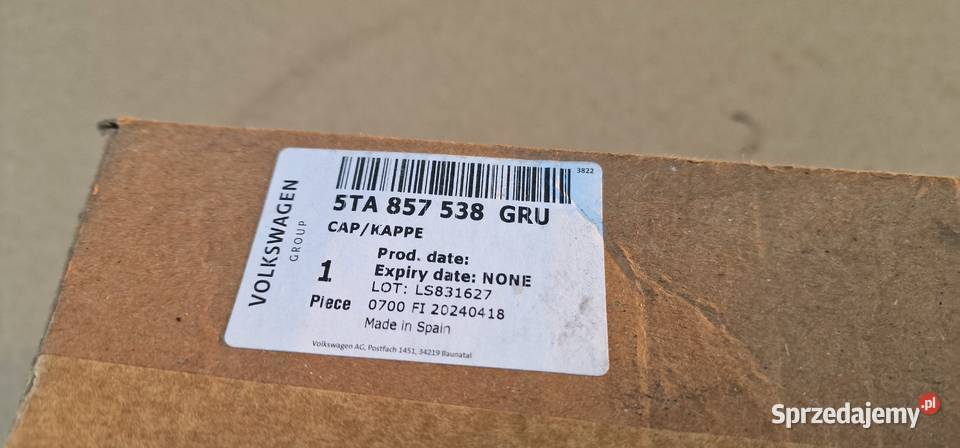 3822
5TA 857 538 GRU
CAP/KAPPE
VOLKSWAGEN
GROUP
Prod. date:
1
Expiry date: NONE
LOT: LS831627
Piece
0700 FI 20240418
Made in Spain
Volkswagen AG, Postfach 1451, 34219 Baunatal
Sprzedajemy.pl